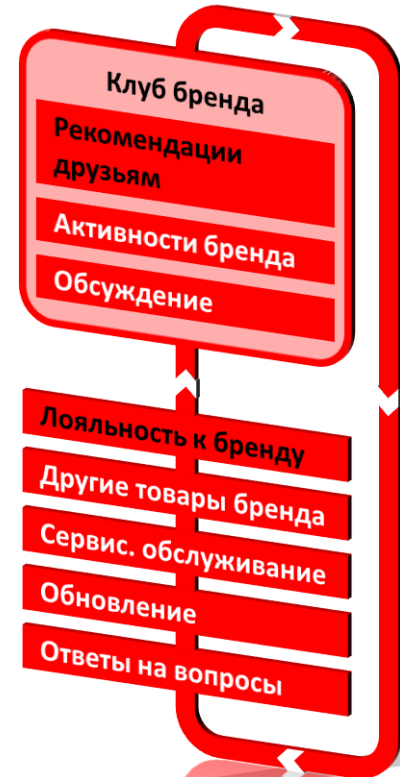 Клуб бренда
Рекомендации
друзьям
Активности бренда
Обсуждение
Лояльность к бренду
Другие товары бренда
Сервис. обслуживание
Обновление
Ответы на вопросы